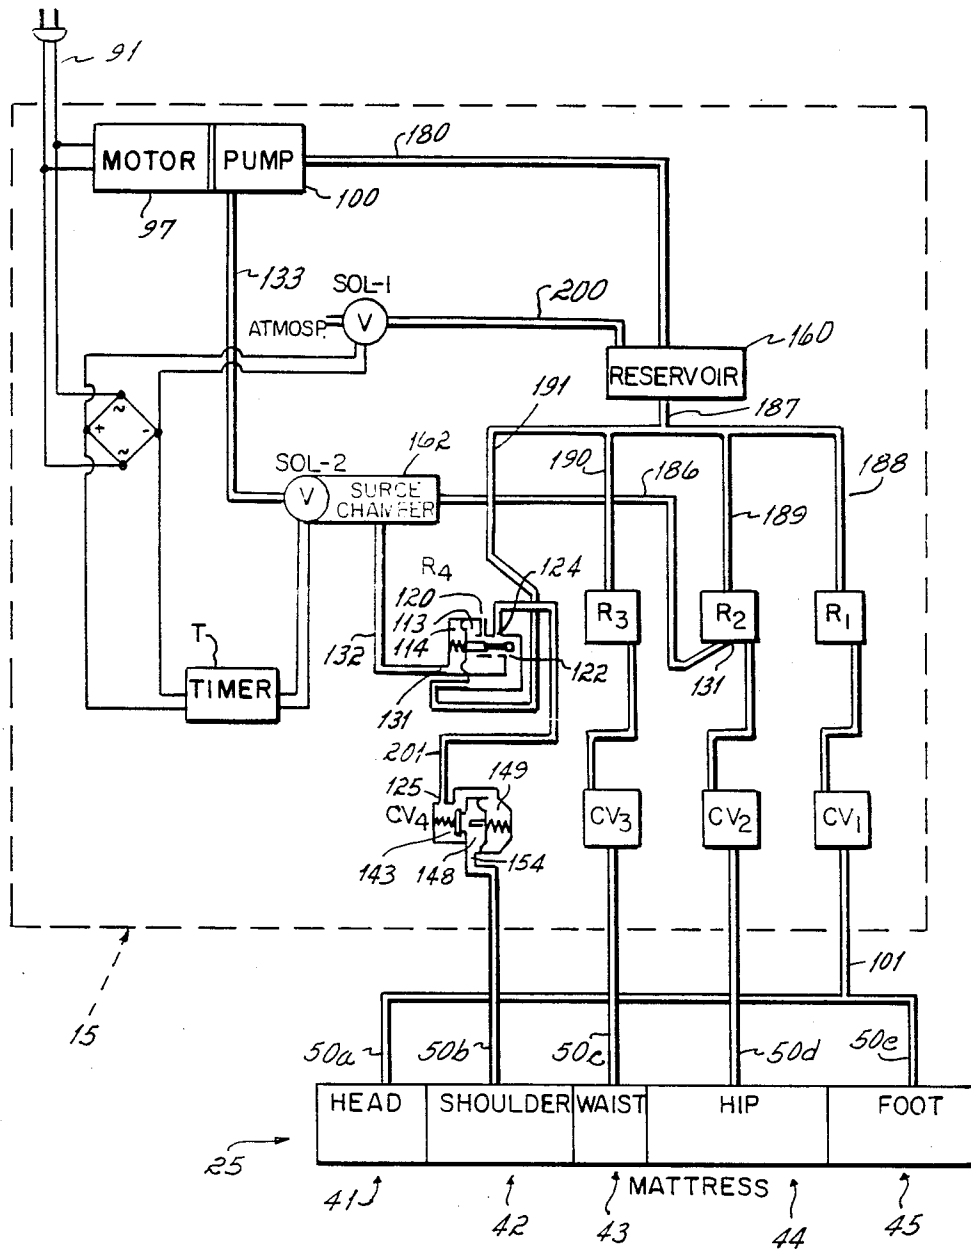 91
180
MOTOR PUMP
100
97
133
SOL-1
200
ATMOSP.
V
160
RESERVOIR
191
187
~
+ -
~
162
190
186
188
SOL-2
V
SURGE
CHAMBER
189
R4
124
120
113
114
R3
R2
R1
132
122
131
131
T
TIMER
201
149
125
CV4
CV3
CV2
CV1
143
148
154
101
15
50a
50b
50c
50d
50e
HEAD SHOULDER WAIST HIP FOOT
25
MATTRESS
41
42
43
44
45